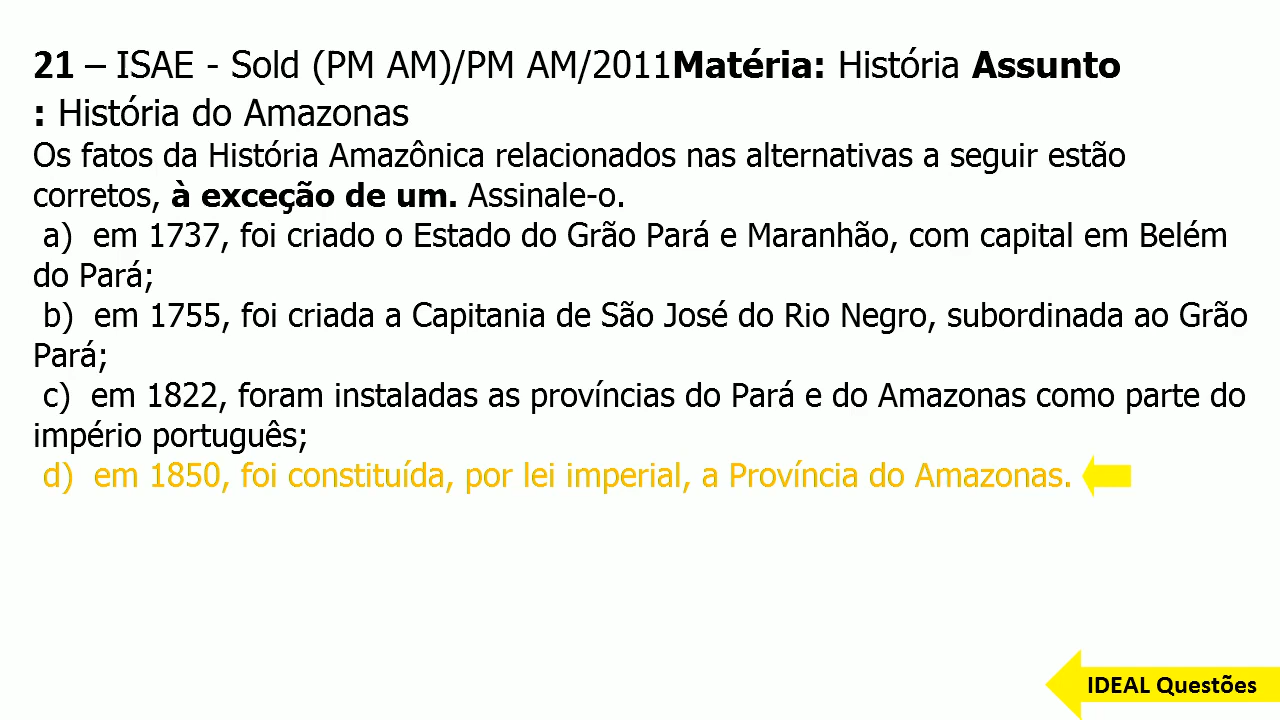 21 – ISAE - Sold (PM AM)/PM AM/2011Matéria: História Assunto
: História do Amazonas
Os fatos da História Amazônica relacionados nas alternativas a seguir estão
corretos, à exceção de um. Assinale-o.
a) em 1737, foi criado o Estado do Grão Pará e Maranhão, com capital em Belém
do Pará;
b) em 1755, foi criada a Capitania de São José do Rio Negro, subordinada ao Grão
Pará;
c) em 1822, foram instaladas as províncias do Pará e do Amazonas como parte do
império português;
d) em 1850, foi constituída, por lei imperial, a Província do Amazonas.
IDEAL Questões